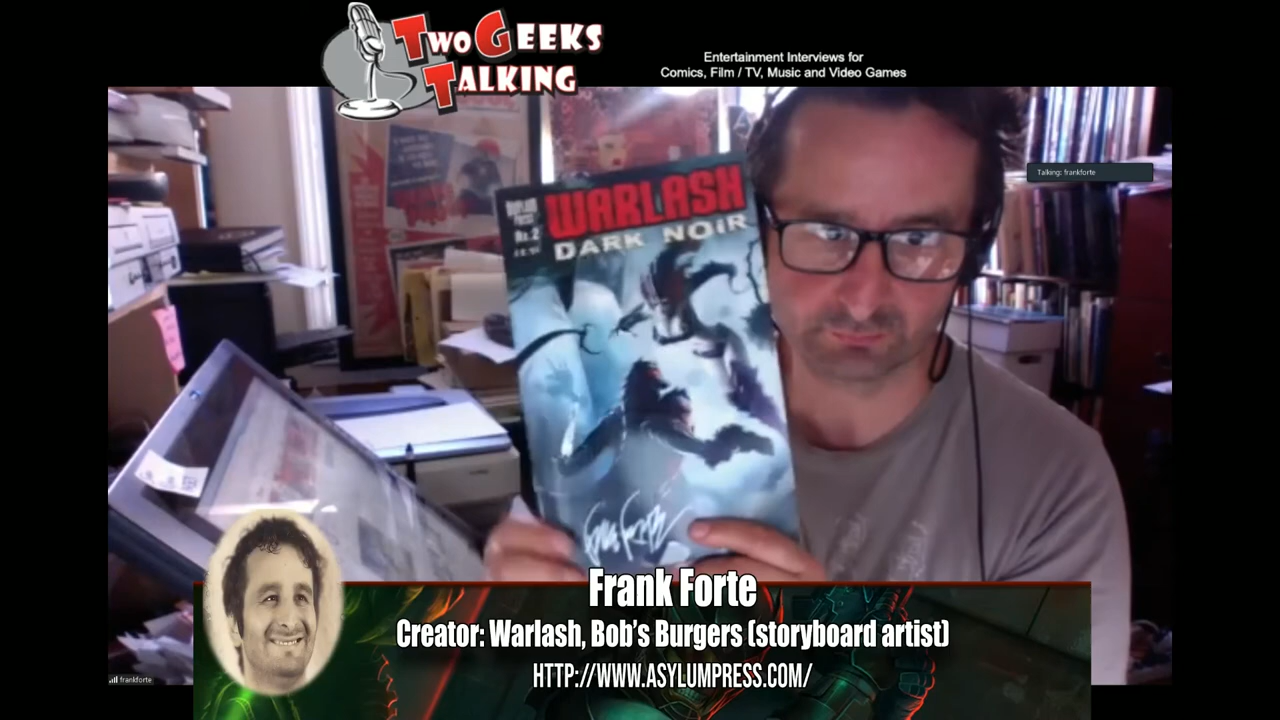 Two Geeks
Talking
Entertainment Interviews for
Comics, Film / TV, Music and Video Games
Talking: frankforte
WARLASH
DARK NOIR
No. 2
Frank Forte
Creator: Warlash, Bob's Burgers (storyboard artist)
HTTP://WWW.ASYLUMPRESS.COM/
frankforte